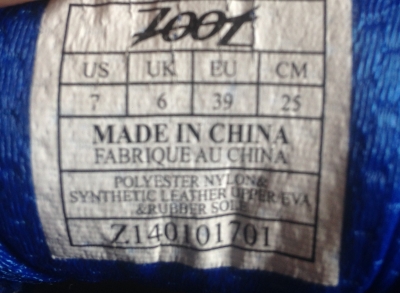 ZOOT
US UK EU CM
7 6 39 25
MADE IN CHINA
FABRIQUE AU CHINA
POLYESTER NYLON&
SYNTHETIC LEATHER UPPER/EVA
&RUBBER SOLE
Z140101701